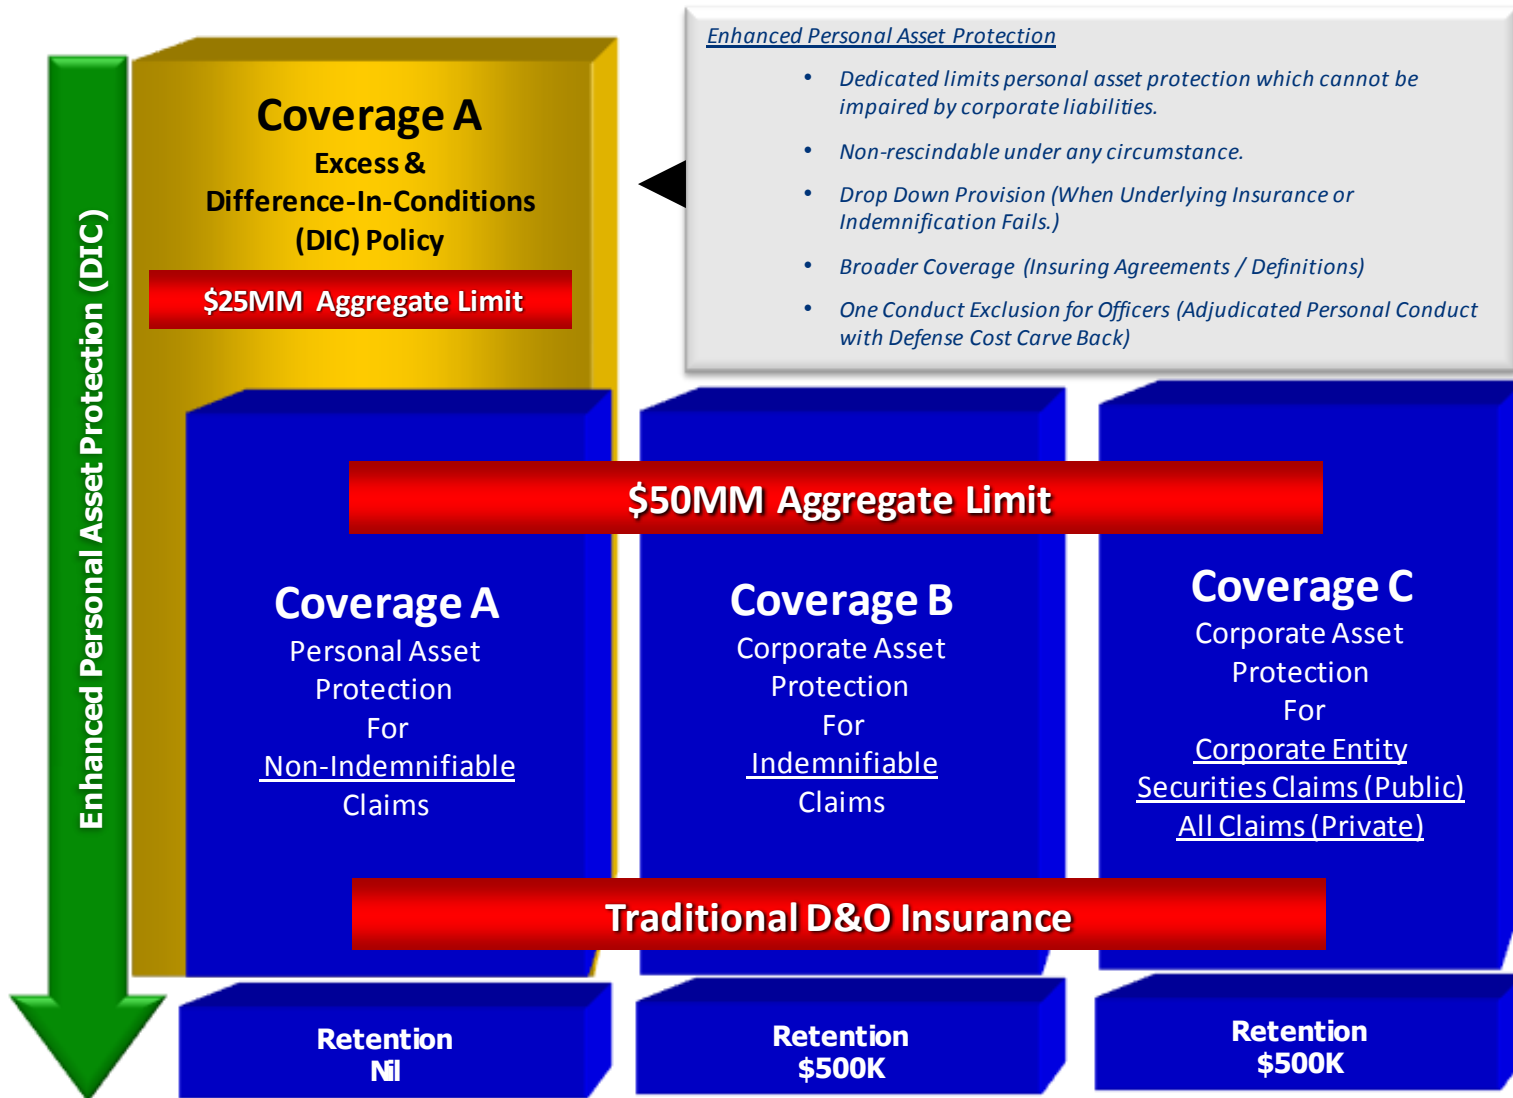 Enhanced Personal Asset Protection (DIC)
Coverage A
Excess &
Difference-In-Conditions
(DIC) Policy
$25MM Aggregate Limit
Enhanced Personal Asset Protection
• Dedicated limits personal asset protection which cannot be
impaired by corporate liabilities.
• Non-rescindable under any circumstance.
• Drop Down Provision (When Underlying Insurance or
Indemnification Fails.)
• Broader Coverage (Insuring Agreements / Definitions)
• One Conduct Exclusion for Officers (Adjudicated Personal Conduct
with Defense Cost Carve Back)
$50MM Aggregate Limit
Coverage A
Personal Asset
Protection
For
Non-Indemnifiable
Claims
Coverage B
Corporate Asset
Protection
For
Indemnifiable
Claims
Coverage C
Corporate Asset
Protection
For
Corporate Entity
Securities Claims (Public)
All Claims (Private)
Traditional D&O Insurance
Retention
Nil
Retention
$500K
Retention
$500K